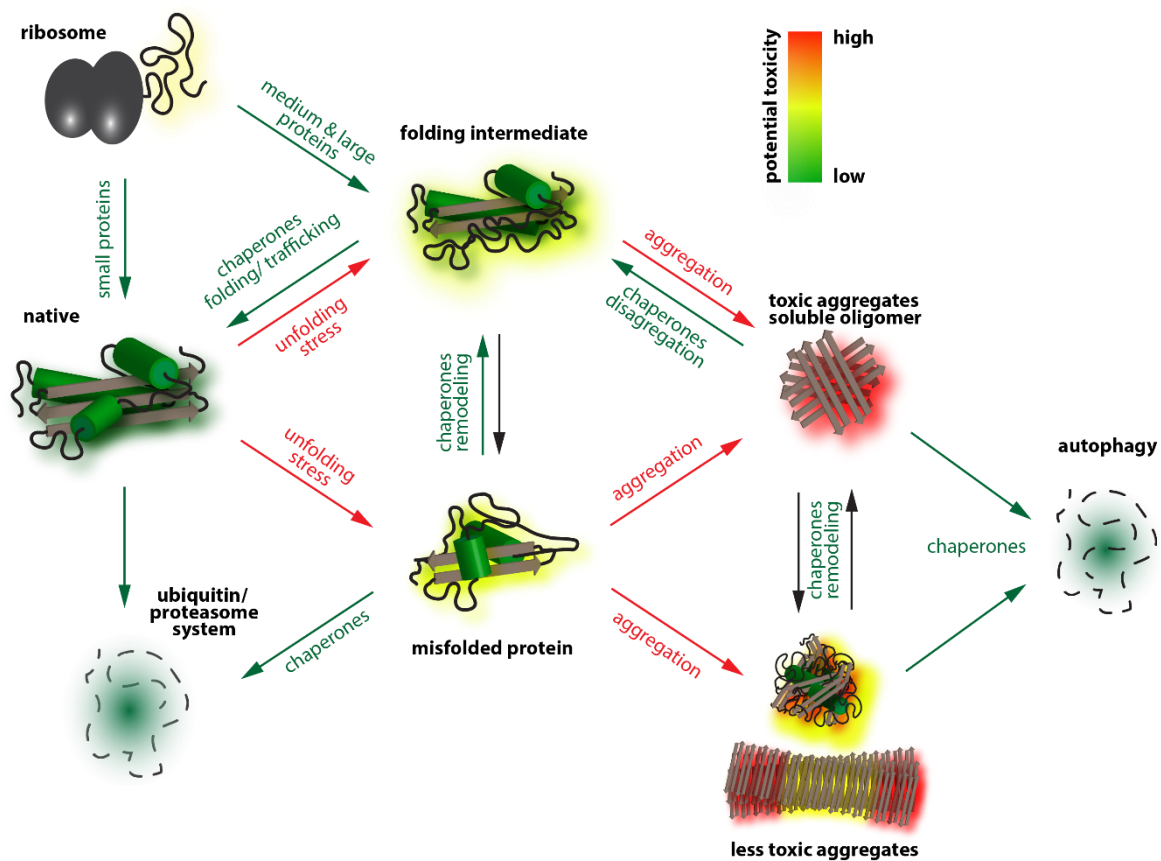 ribosome
potential toxicity
high
low
medium & large
proteins
folding intermediate
small proteins
chaperones
folding/ trafficking
unfolding
stress
aggregation
chaperones
disagregation
toxic aggregates
soluble oligomer
native
chaperones
remodeling
unfolding
stress
aggregation
autophagy
chaperones
chaperones
remodeling
ubiquitin/
proteasome
system
chaperones
misfolded protein
aggregation
less toxic aggregates